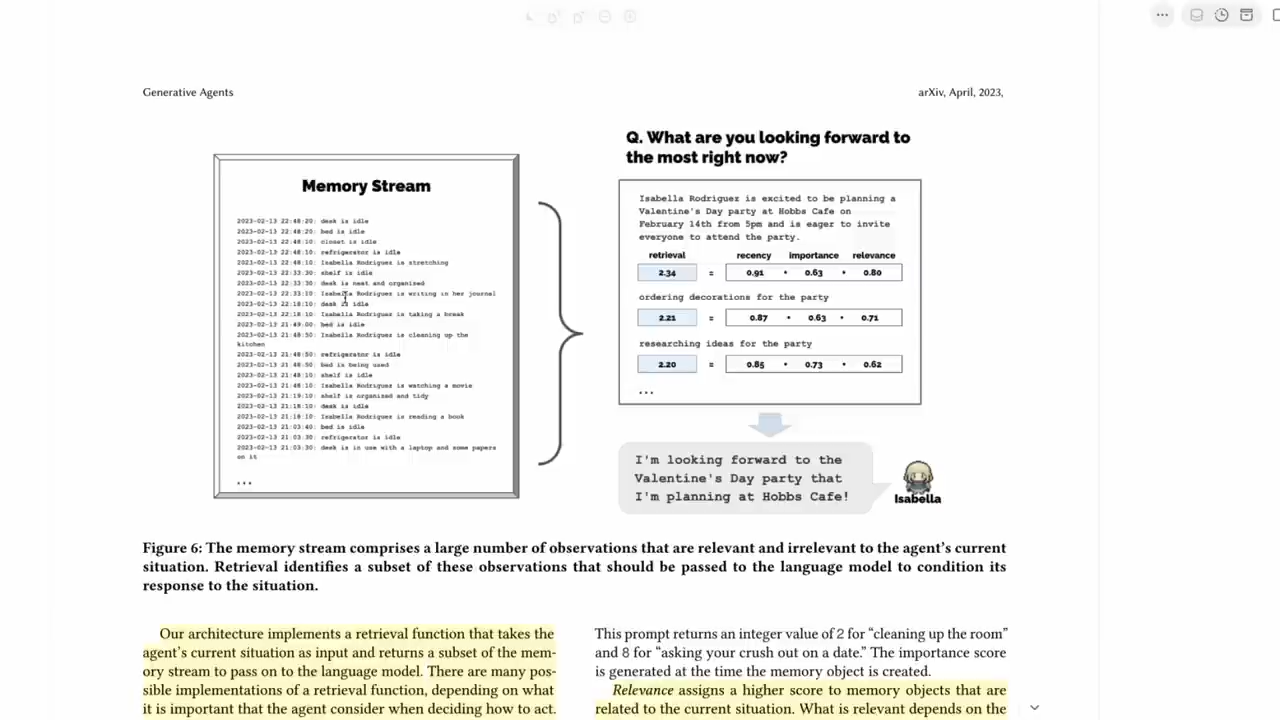 Generative Agents
arXiv, April, 2023,
Memory Stream
2023-02-13 22:48:20: desk is idle
2023-02-13 22:48:20: bed is idle
2023-02-13 22:48:10: closet is idle
2023-02-13 22:48:10: refrigerator is idle
2023-02-13 22:48:10: Isabella Rodriguez is stretching
2023-02-13 22:33:30: shelf is idle
2023-02-13 22:33:30: desk is neat and organized
2023-02-13 22:33:10: Isabella Rodriguez is writing in her journal
2023-02-13 22:18:10: desk is idle
2023-02-13 22:18:10: Isabella Rodriguez is taking a break
2023-02-13 21:49:00: bed is idle
2023-02-13 21:48:50: Isabella Rodriguez is cleaning up the
kitchen
2023-02-13 21:48:50: refrigerator is idle
2023-02-13 21:48:50: bed is being used
2023-02-13 21:48:10: shelf is idle
2023-02-13 21:48:10: Isabella Rodriguez is watching a movie
2023-02-13 21:19:10: shelf is organized and tidy
2023-02-13 21:18:10: desk is idle
2023-02-13 21:18:10: Isabella Rodriguez is reading a book
2023-02-13 21:03:40: bed is idle
2023-02-13 21:03:30: refrigerator is idle
2023-02-13 21:03:30: desk is in use with a laptop and some papers
on it
...
Q. What are you looking forward to
the most right now?
Isabella Rodriguez is excited to be planning a
Valentine's Day party at Hobbs Cafe on
February 14th from 5pm and is eager to invite
everyone to attend the party.
retrieval recency importance relevance
2.34 = 0.91 • 0.63 • 0.80
ordering decorations for the party
2.21 = 0.87 • 0.63 • 0.71
researching ideas for the party
2.20 = 0.85 • 0.73 • 0.62
...
I'm looking forward to the
Valentine's Day party that
I'm planning at Hobbs Cafe!
Isabella
Figure 6: The memory stream comprises a large number of observations that are relevant and irrelevant to the agent's current
situation. Retrieval identifies a subset of these observations that should be passed to the language model to condition its
response to the situation.
Our architecture implements a retrieval function that takes the
agent's current situation as input and returns a subset of the mem-
ory stream to pass on to the language model. There are many pos-
sible implementations of a retrieval function, depending on what
it is important that the agent consider when deciding how to act.
This prompt returns an integer value of 2 for “cleaning up the room”
and 8 for “asking your crush out on a date.” The importance score
is generated at the time the memory object is created.
Relevance assigns a higher score to memory objects that are
related to the current situation. What is relevant depends on the